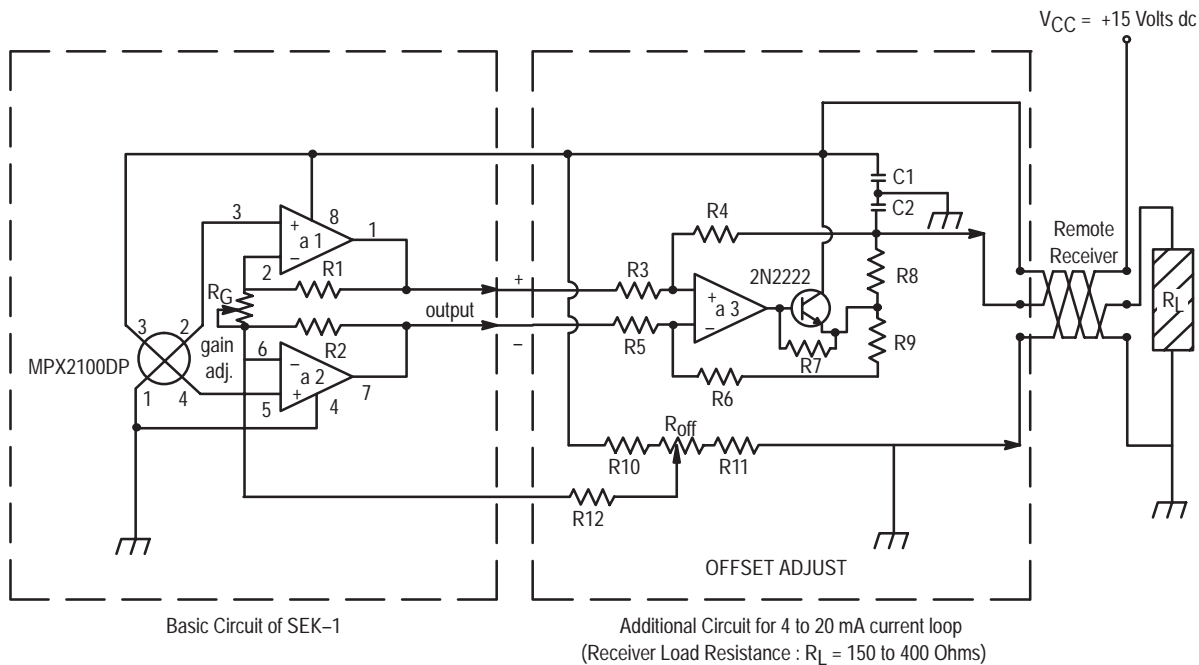 VCC = +15 Volts dc
C1
3
8
1
C2
a 1
+
–
R4
Remote
Receiver
2
R1
RG
R3
2N2222
R8
+
3
2
output
+
a 3
–
RL
gain
adj.
R2
–
R5
R7
R9
MPX2100DP
6
–
a 2
+
7
R6
1
4
5
4
Roff
R10
R11
R12
OFFSET ADJUST
Basic Circuit of SEK–1
Additional Circuit for 4 to 20 mA current loop
(Receiver Load Resistance : RL = 150 to 400 Ohms)